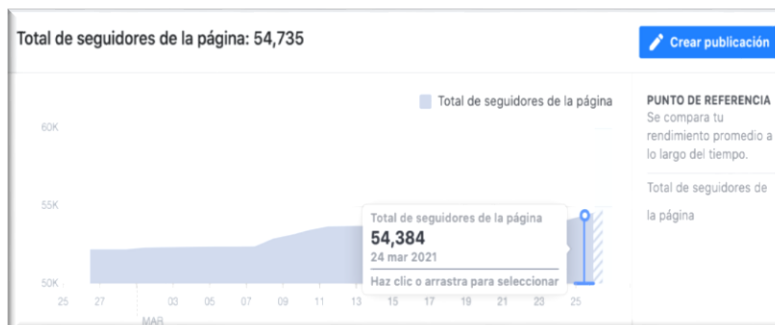 Total de seguidores de la página: 54,735
Crear publicación
Total de seguidores de la página
PUNTO DE REFERENCIA
Se compara tu
rendimiento promedio a
lo largo del tiempo.
Total de seguidores de
la página
60K
55K
50K
Total de seguidores de la página
54,384
24 mar 2021
Haz clic o arrastra para seleccionar
25 27 03 05 07 09 11 13 15 17 19 21 23 25
MAR